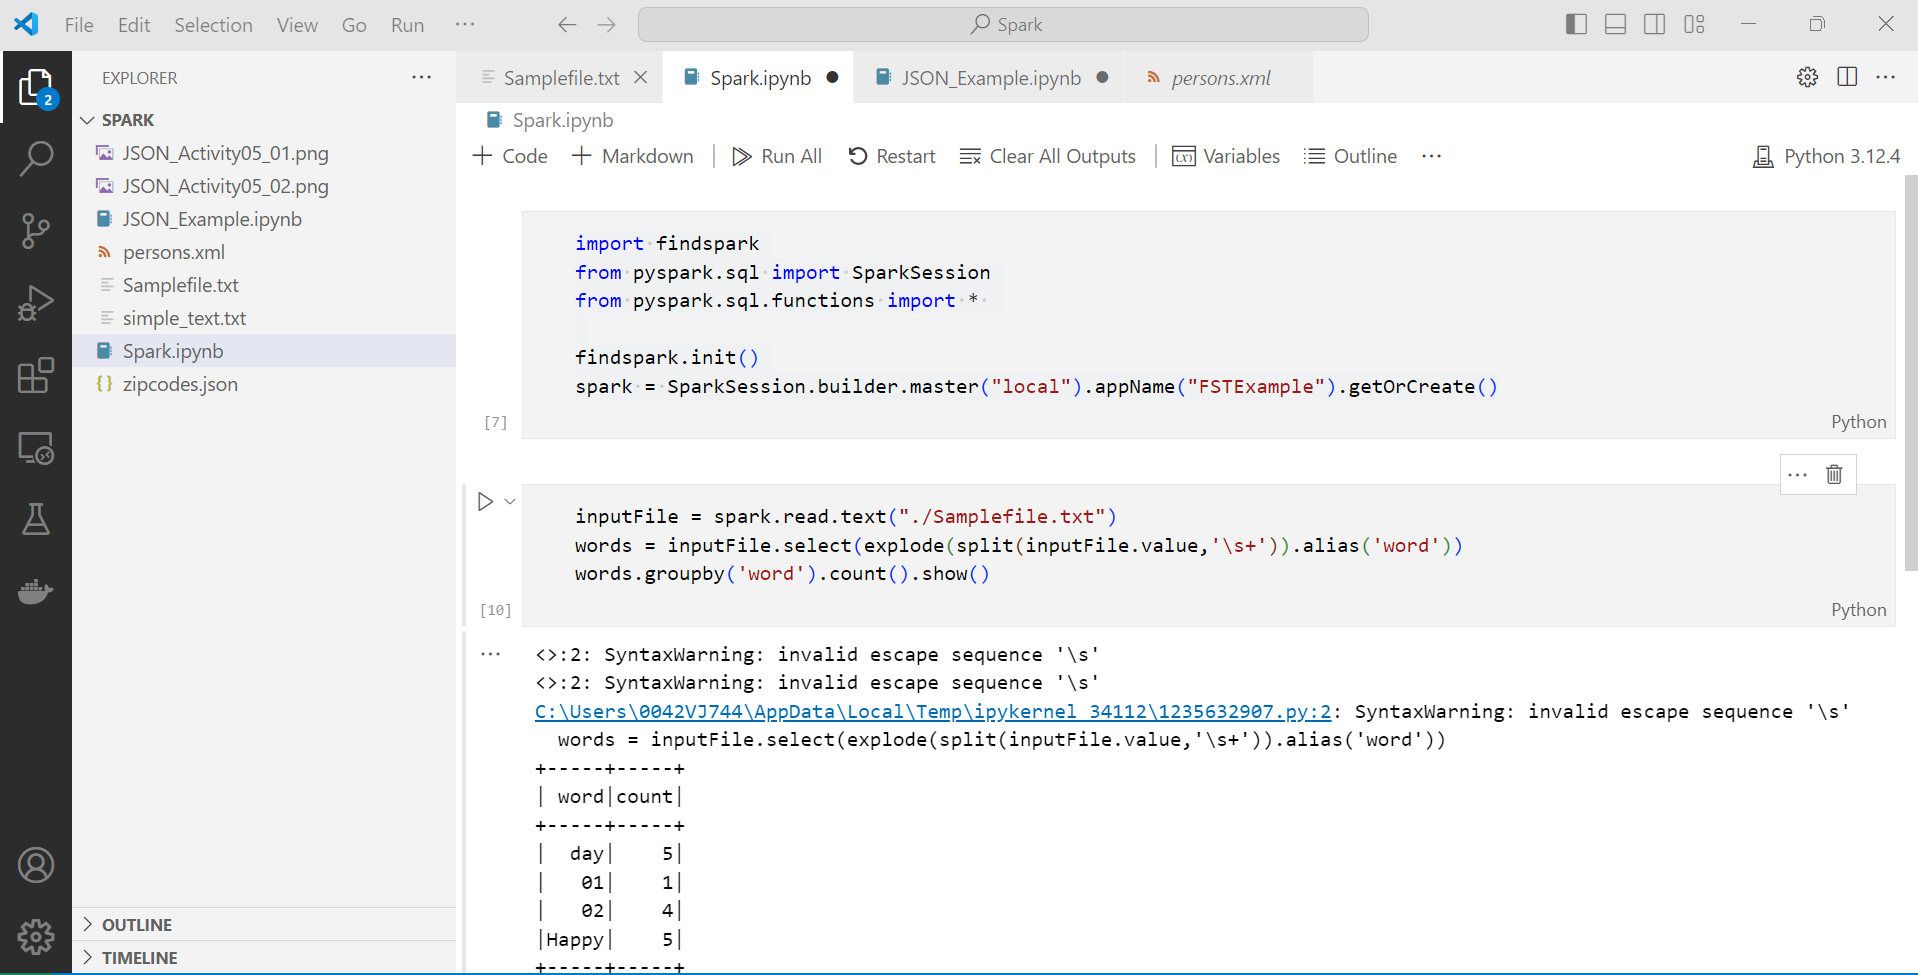 File Edit Selection View Go Run ···
Spark
EXPLORER ···
2
SPARK
JSON_Activity05_01.png
JSON_Activity05_02.png
JSON_Example.ipynb
persons.xml
Samplefile.txt
simple_text.txt
Spark.ipynb
{} zipcodes.json
OUTLINE
TIMELINE
Samplefile.txt Spark.ipynb JSON_Example.ipynb persons.xml
Spark.ipynb
+ Code + Markdown Run All Restart Clear All Outputs (x) Variables Outline ··· Python 3.12.4
import findspark
from pyspark.sql import SparkSession
from pyspark.sql.functions import *
findspark.init()
spark = SparkSession.builder.master("local").appName("FSTExample").getOrCreate()
[7]
Python
inputFile = spark.read.text("./Samplefile.txt")
words = inputFile.select(explode(split(inputFile.value,'\s+')).alias('word'))
words.groupby('word').count().show()
[10]
Python
<>:2: SyntaxWarning: invalid escape sequence '\s'
<>:2: SyntaxWarning: invalid escape sequence '\s'
C:\Users\0042VJ744\AppData\Local\Temp\ipykernel_34112\1235632907.py:2: SyntaxWarning: invalid escape sequence '\s'
words = inputFile.select(explode(split(inputFile.value,'\s+')).alias('word'))
+-----+-----+
| word|count|
+-----+-----+
|  day|    5|
|   01|    1|
|   02|    4|
|Happy|    5|
+-----+-----+